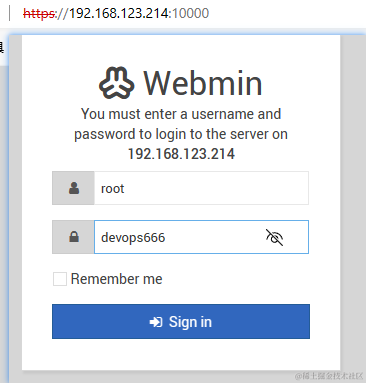 https://192.168.123.214:10000
Webmin
You must enter a username and
password to login to the server on
192.168.123.214
root
devops666
Remember me
Sign in
@稀土掘金技术社区